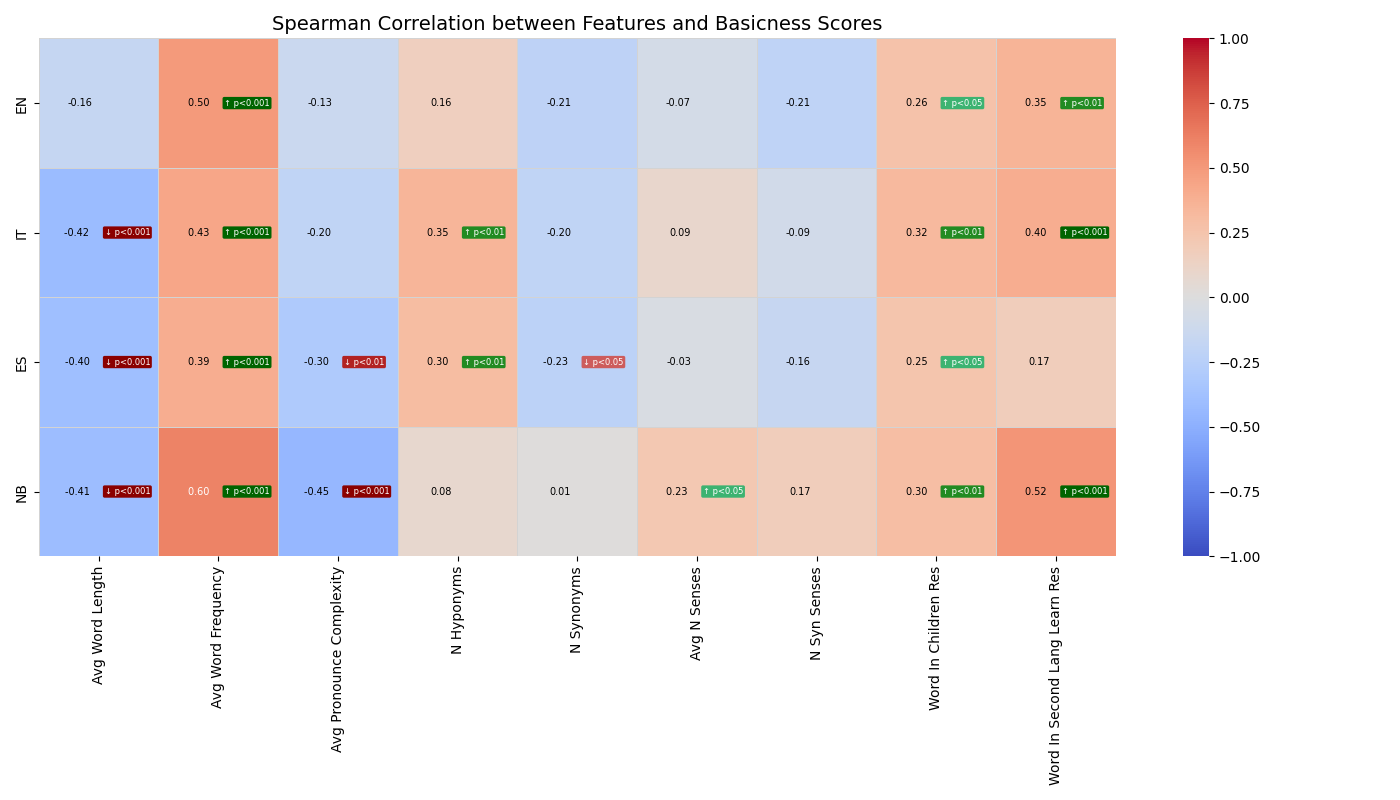 Spearman Correlation between Features and Basicness Scores
EN -0.16 0.50 ↑ p<0.001 -0.13 0.16 -0.21 -0.07 -0.21 0.26 ↑ p<0.05 0.35 ↑ p<0.01
IT -0.42 ↓ p<0.001 0.43 ↑ p<0.001 -0.20 0.35 ↑ p<0.01 -0.20 0.09 -0.09 0.32 ↑ p<0.01 0.40 ↑ p<0.001
ES -0.40 ↓ p<0.001 0.39 ↑ p<0.001 -0.30 ↓ p<0.01 0.30 ↑ p<0.01 -0.23 ↓ p<0.05 -0.03 -0.16 0.25 ↑ p<0.05 0.17
NB -0.41 ↓ p<0.001 0.60 ↑ p<0.001 -0.45 ↓ p<0.001 0.08 0.01 0.23 ↑ p<0.05 0.17 0.30 ↑ p<0.01 0.52 ↑ p<0.001
Avg Word Length
Avg Word Frequency
Avg Pronounce Complexity
N Hyponyms
N Synonyms
Avg N Senses
N Syn Senses
Word In Children Res
Word In Second Lang Learn Res
1.00
0.75
0.50
0.25
0.00
−0.25
−0.50
−0.75
−1.00